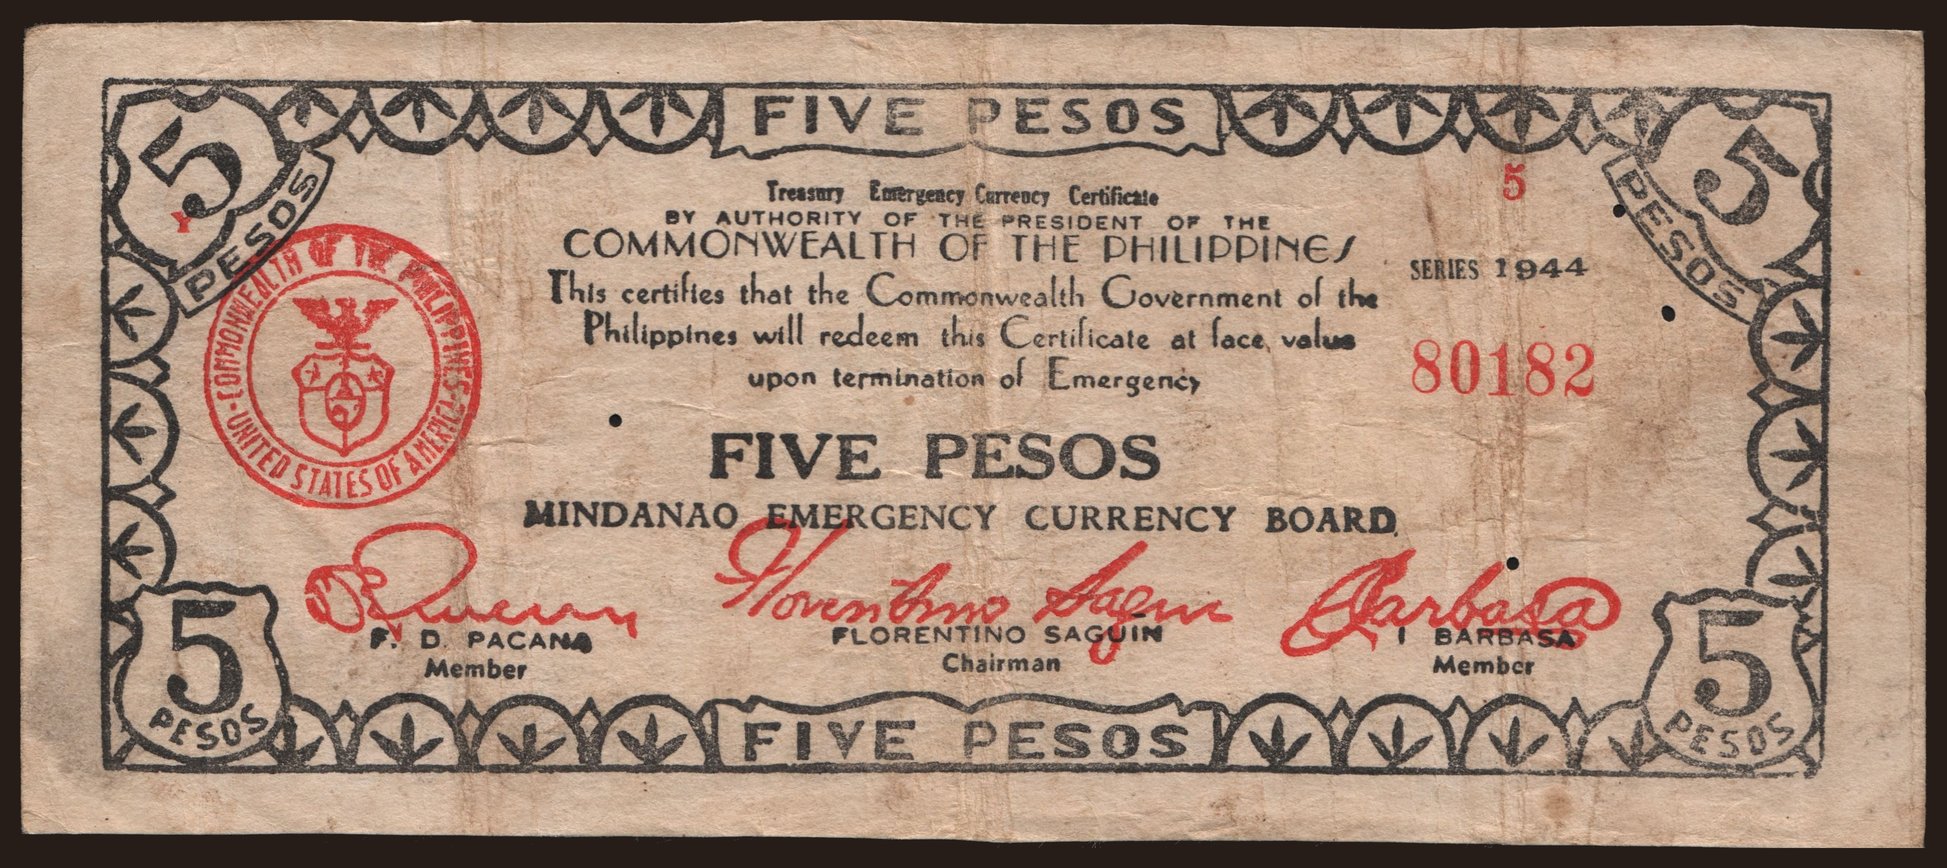 FIVE PESOS
5 PESOS
5 PESOS
Y
5
Treasury Emergency Currency Certificate
BY AUTHORITY OF THE PRESIDENT OF THE
COMMONWEALTH OF THE PHILIPPINES
SERIES 1944
This certifies that the Commonwealth Government of the
Philippines will redeem this Certificate at face value
upon termination of Emergency
80182
COMMONWEALTH OF THE PHILIPPINES
UNITED STATES OF AMERICA
FIVE PESOS
MINDANAO EMERGENCY CURRENCY BOARD
Florentino Saguin
Barbasa
F. D. PACANA
Member
FLORENTINO SAGUIN
Chairman
I BARBASA
Member
5 PESOS
5 PESOS
FIVE PESOS